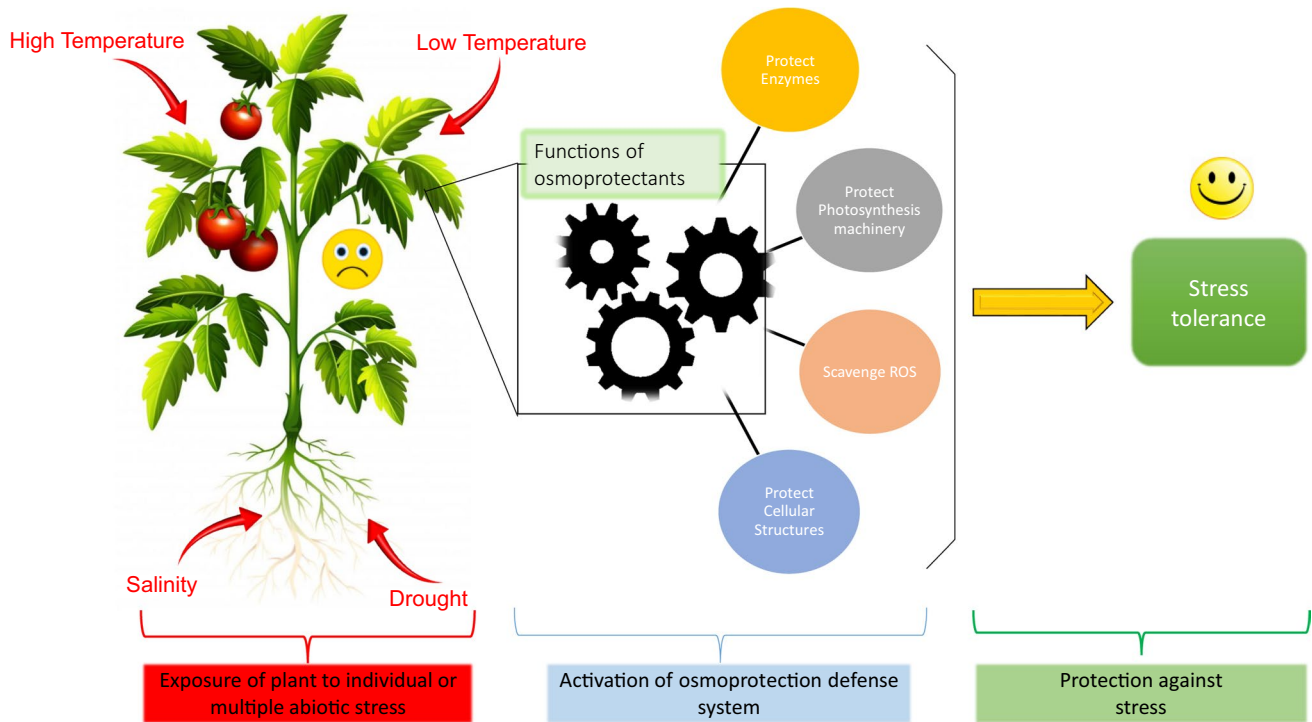 High Temperature
Low Temperature
Functions of
osmoprotectants
Protect
Enzymes
Protect
Photosynthesis
machinery
Scavenge ROS
Protect
Cellular
Structures
Stress
tolerance
Salinity
Drought
Exposure of plant to individual or
multiple abiotic stress
Activation of osmoprotection defense
system
Protection against
stress